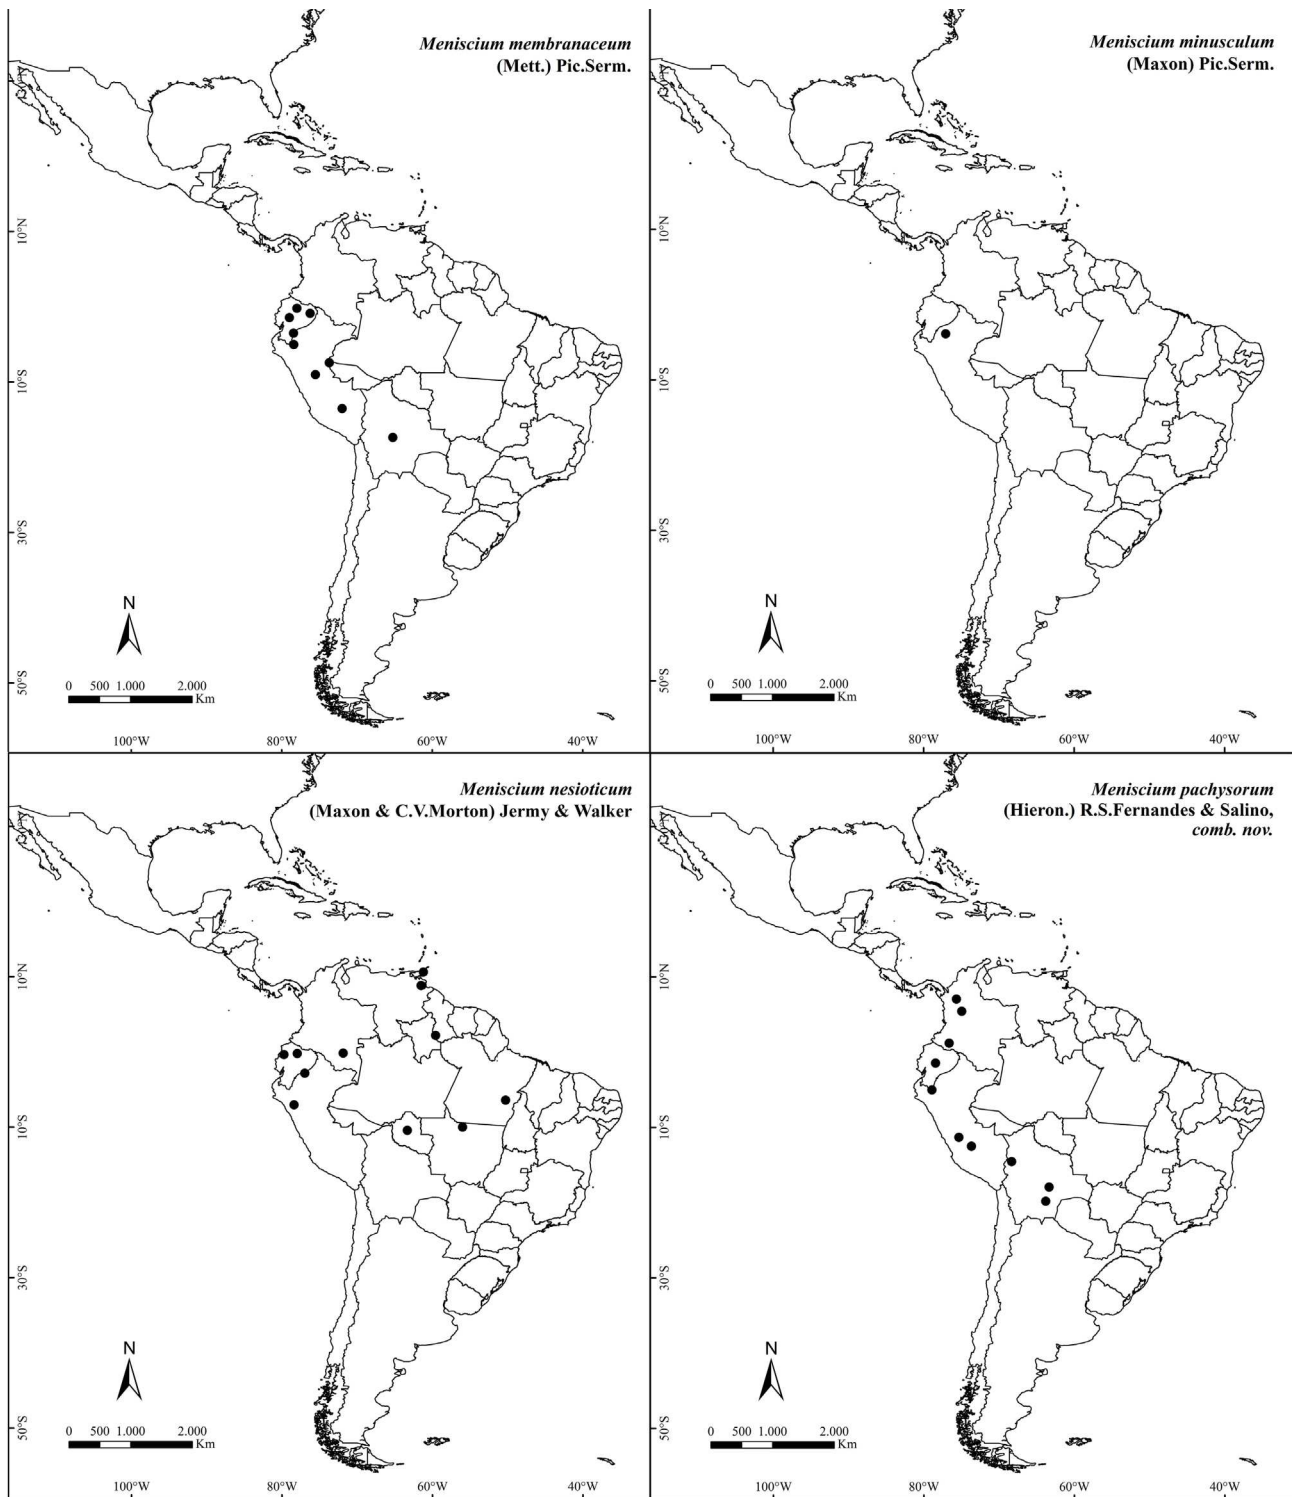 Meniscium membranaceum
(Mett.) Pic.Serm.
10°N
10°S
30°S
50°S
N
0 500 1.000 2.000
Km
100°W 80°W 60°W 40°W
Meniscium minusculum
(Maxon) Pic.Serm.
10°N
10°S
30°S
50°S
N
0 500 1.000 2.000
Km
100°W 80°W 60°W 40°W
Meniscium nesioticum
(Maxon & C.V.Morton) Jermy & Walker
10°N
10°S
30°S
50°S
N
0 500 1.000 2.000
Km
100°W 80°W 60°W 40°W
Meniscium pachysorum
(Hieron.) R.S.Fernandes & Salino,
comb. nov.
10°N
10°S
30°S
50°S
N
0 500 1.000 2.000
Km
100°W 80°W 60°W 40°W